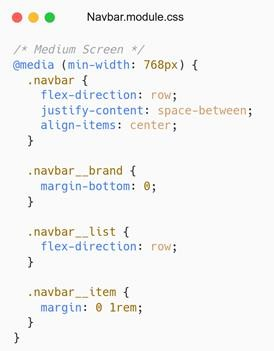 Navbar.module.css
/* Medium Screen */
@media (min-width: 768px) {
  .navbar {
    flex-direction: row;
    justify-content: space-between;
    align-items: center;
  }

  .navbar__brand {
    margin-bottom: 0;
  }

  .navbar__list {
    flex-direction: row;
  }

  .navbar__item {
    margin: 0 1rem;
  }
}